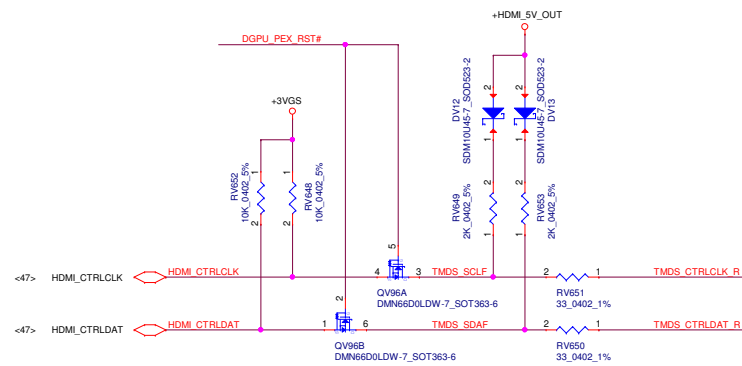 +HDMI_5V_OUT
DGPU_PEX_RST#
2
2
DV12
SDM10U45-7_SOD523-2
DV13
SDM10U45-7_SOD523-2
1
1
+3VGS
1
1
RV652
10K_0402_5%
RV648
10K_0402_5%
2
2
2
2
RV649
2K_0402_5%
RV653
2K_0402_5%
1
1
5
<47> HDMI_CTRLCLK HDMI_CTRLCLK 4 3 TMDS_SCLF 2 1 TMDS_CTRLCLK_R
QV96A
DMN66D0LDW-7_SOT363-6
RV651
33_0402_1%
2
<47> HDMI_CTRLDAT HDMI_CTRLDAT 1 6 TMDS_SDAF 2 1 TMDS_CTRLDAT_R
QV96B
DMN66D0LDW-7_SOT363-6
RV650
33_0402_1%